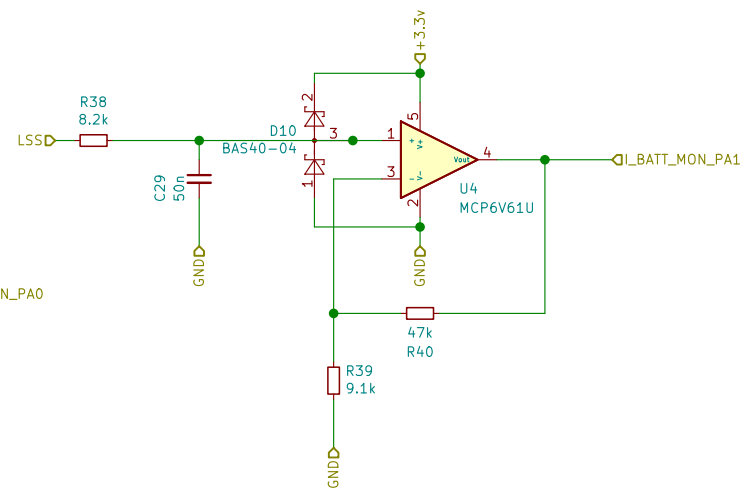 +3.3v
R38
8.2k
2
5
LSS
D10
3
1
+
V+
BAS40-04
Vout
4
I_BATT_MON_PA1
3
-
V-
C29
50n
1
2
U4
MCP6V61U
GND
GND
N_PA0
47k
R40
R39
9.1k
GND